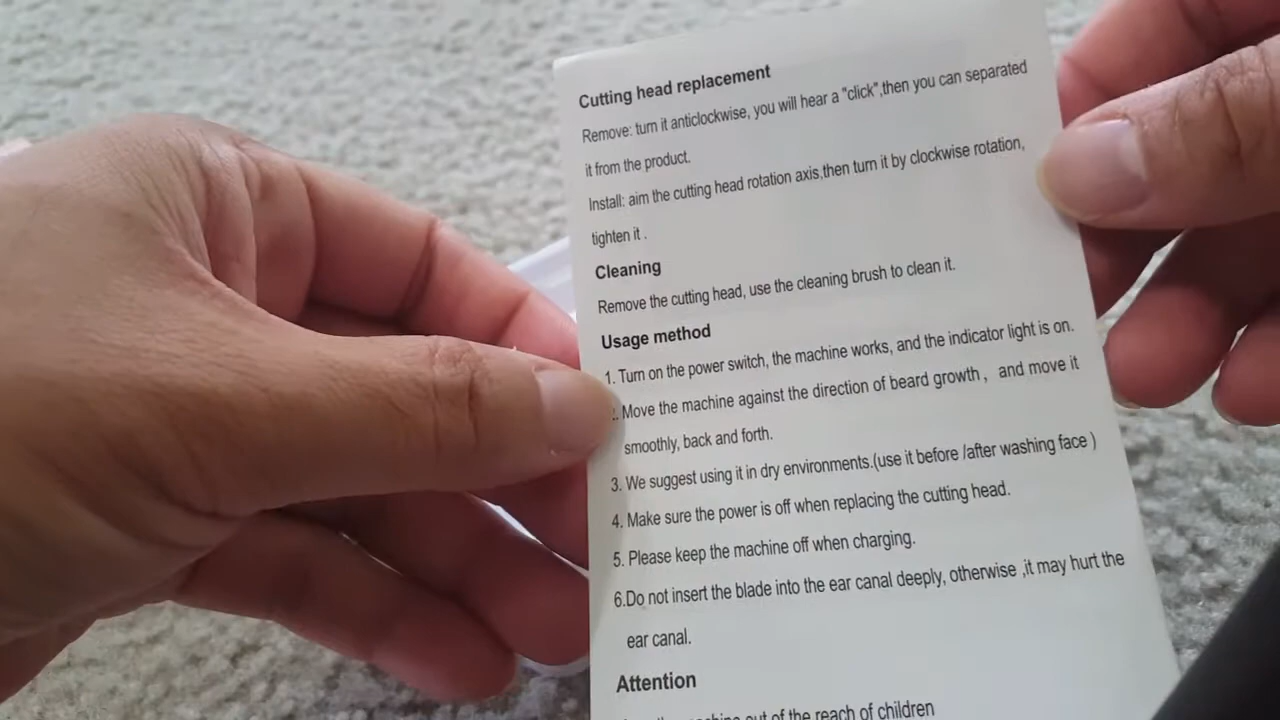 Cutting head replacement
Remove: turn it anticlockwise, you will hear a "click",then you can separated
it from the product.
Install: aim the cutting head rotation axis,then turn it by clockwise rotation,
tighten it .
Cleaning
Remove the cutting head, use the cleaning brush to clean it.
Usage method
1. Turn on the power switch, the machine works, and the indicator light is on.
. Move the machine against the direction of beard growth , and move it
smoothly, back and forth.
3. We suggest using it in dry environments.(use it before /after washing face )
4. Make sure the power is off when replacing the cutting head.
5. Please keep the machine off when charging.
6.Do not insert the blade into the ear canal deeply, otherwise ,it may hurt the
ear canal.
Attention
out of the reach of children